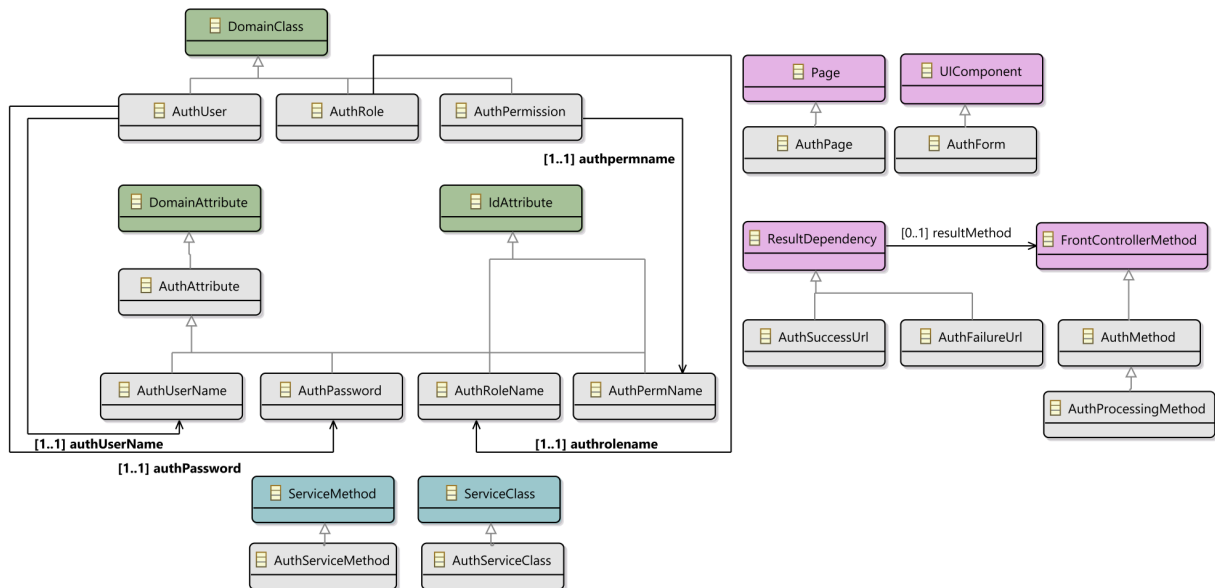 DomainClass
Page
UIComponent
AuthUser
AuthRole
AuthPermission
AuthPage
AuthForm
[1..1] authpermname
DomainAttribute
IdAttribute
ResultDependency
[0..1] resultMethod
FrontControllerMethod
AuthAttribute
AuthSuccessUrl
AuthFailureUrl
AuthMethod
AuthUserName
AuthPassword
AuthRoleName
AuthPermName
AuthProcessingMethod
[1..1] authUserName
[1..1] authrolename
[1..1] authPassword
ServiceMethod
ServiceClass
AuthServiceMethod
AuthServiceClass